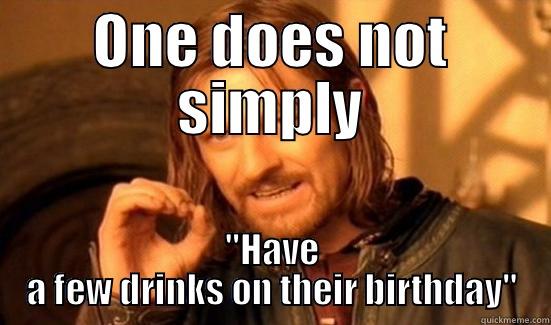 One does not
simply
"Have
a few drinks on their birthday"
quickmeme.com